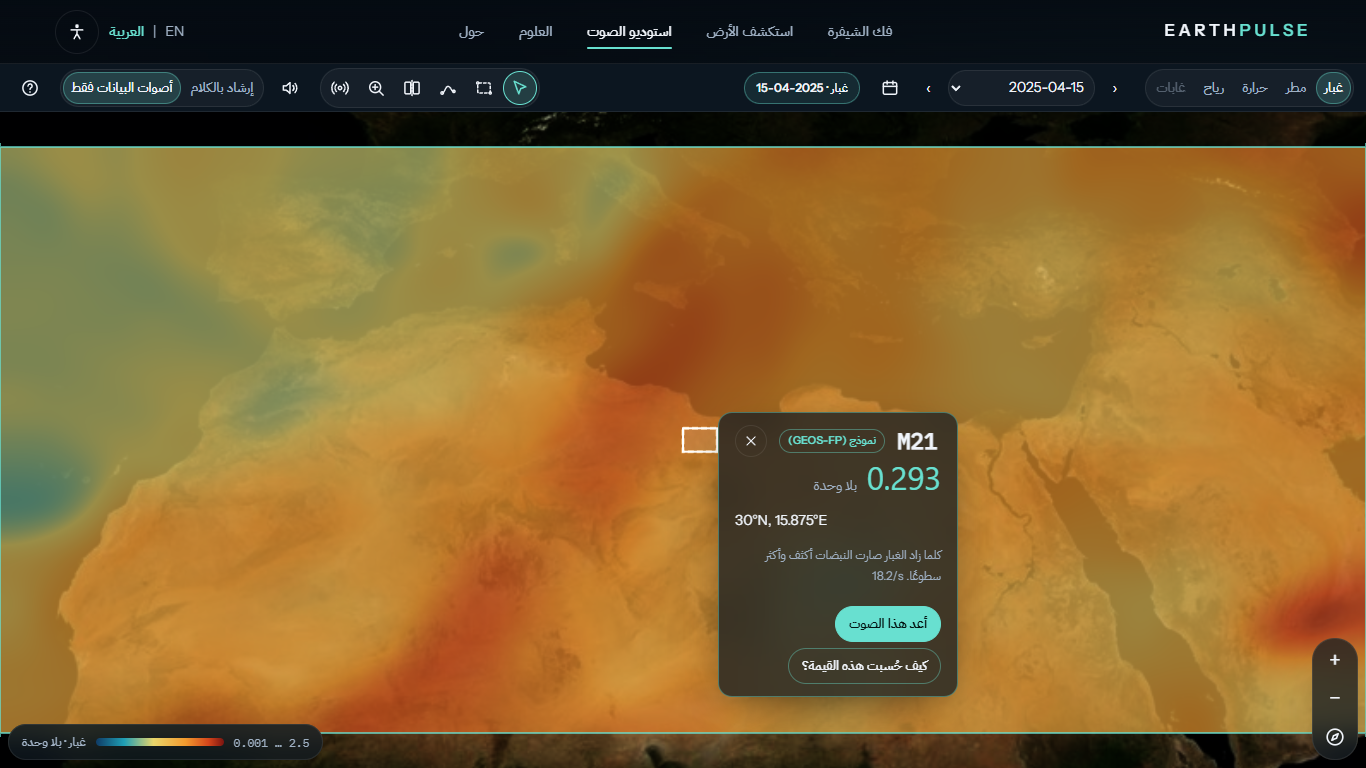 EARTHPULSE
فك الشيفرة
استكشف الأرض
استوديو الصوت
العلوم
حول
العربية | EN
غبار
مطر
حرارة
رياح
غابات
2025-04-15
غبار · 2025-04-15
إرشاد بالكلام
أصوات البيانات فقط
M21
نموذج (GEOS-FP)
0.293 بلا وحدة
30°N, 15.875°E
كلما زاد الغبار صارت النبضات أكثف وأكثر
سطوعًا. 18.2/s
أعد هذا الصوت
كيف حُسبت هذه القيمة؟
غبار · بلا وحدة
0.001 … 2.5